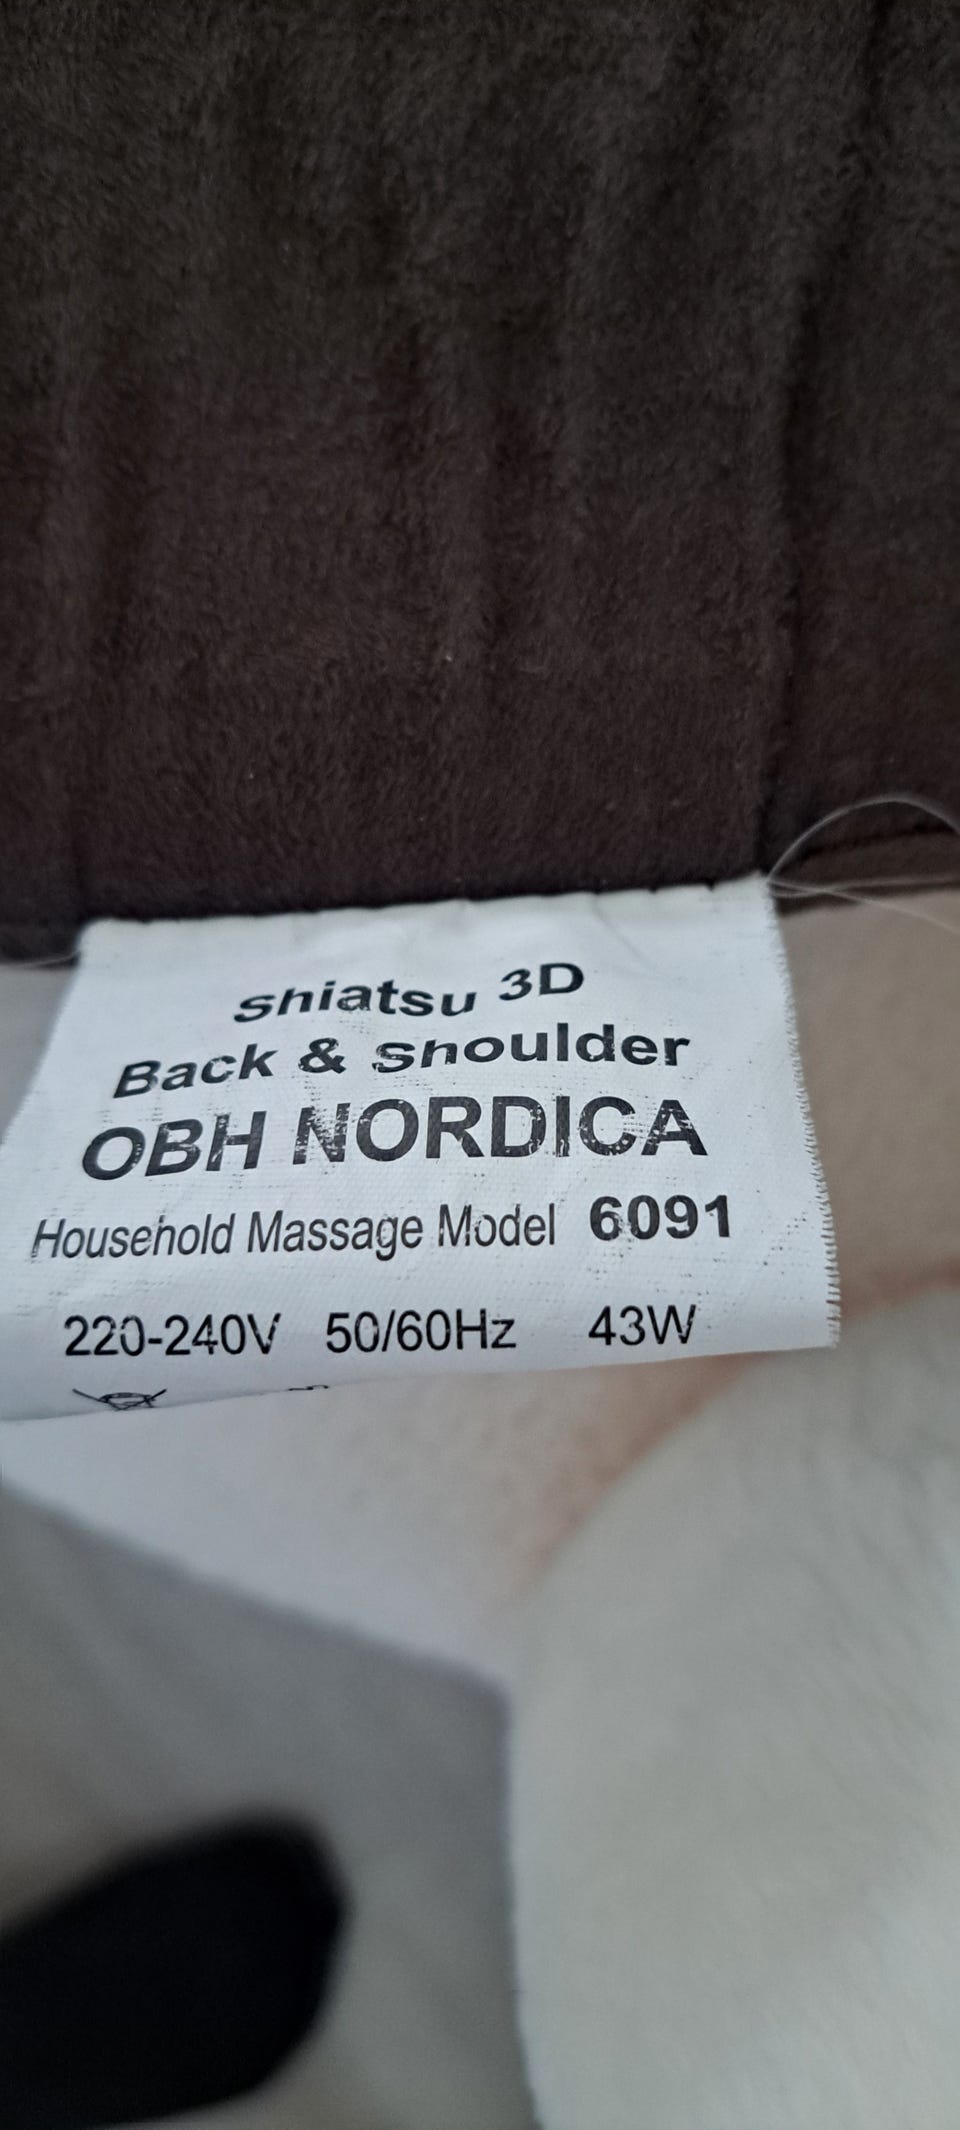 Shiatsu 3D
Back & Shoulder
OBH NORDICA
Household Massage Model 6091
220-240V 50/60Hz 43W